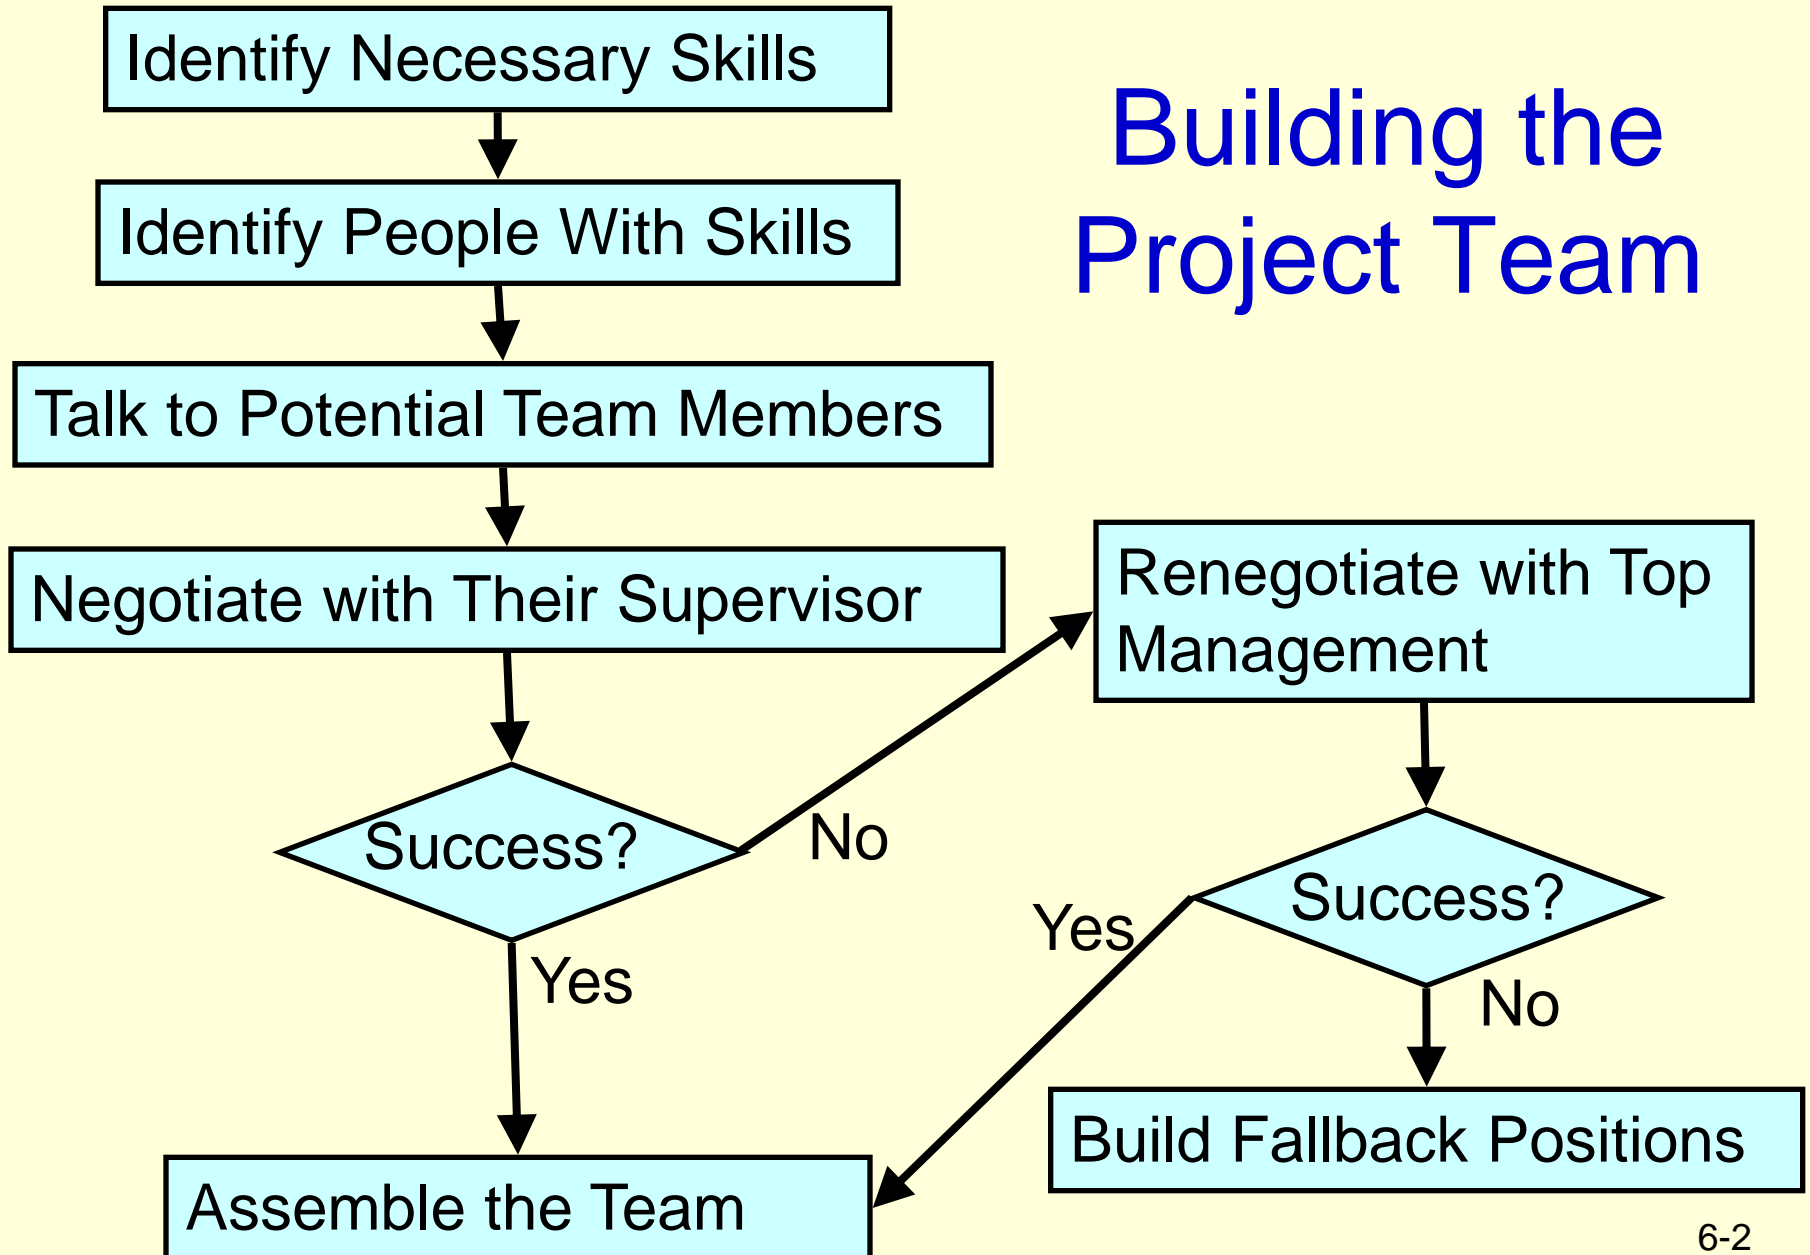 Building the
Project Team
Identify Necessary Skills
Identify People With Skills
Talk to Potential Team Members
Negotiate with Their Supervisor
Success?
No
Yes
Renegotiate with Top
Management
Success?
Yes
No
Build Fallback Positions
Assemble the Team
6-2